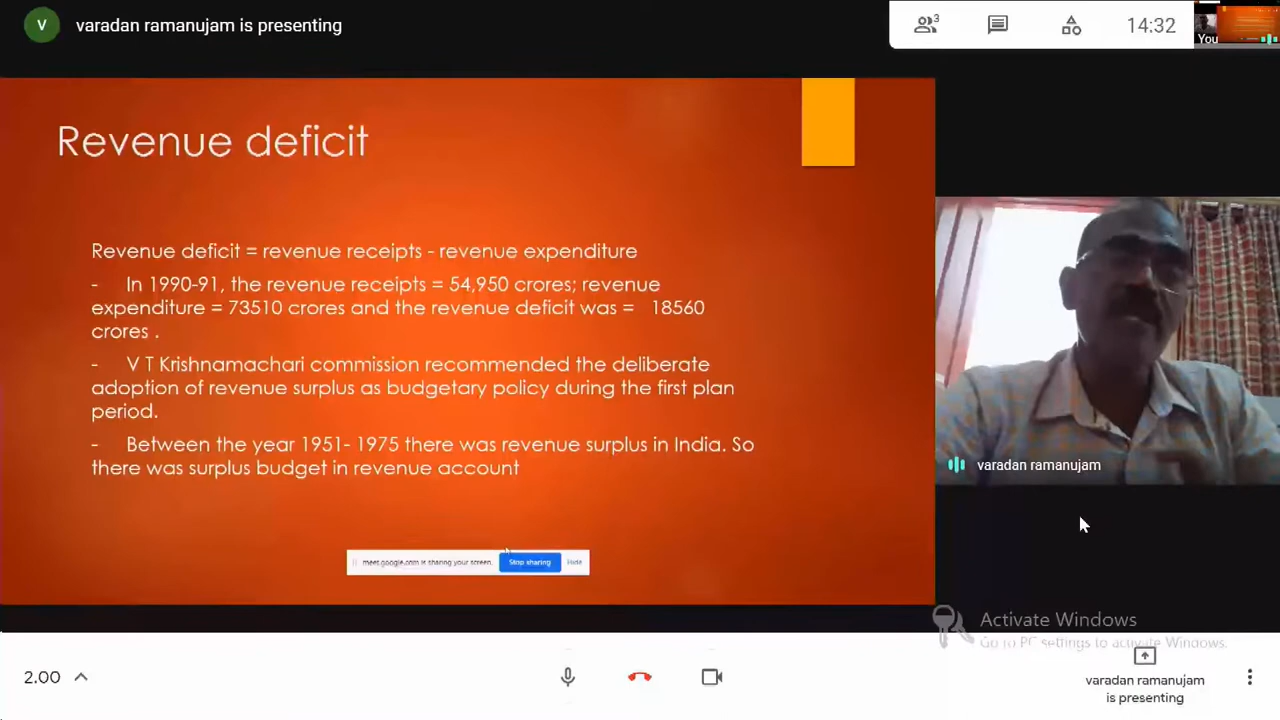 V varadan ramanujam is presenting
3
14:32
You
Revenue deficit
Revenue deficit = revenue receipts - revenue expenditure
- In 1990-91, the revenue receipts = 54,950 crores; revenue
expenditure = 73510 crores and the revenue deficit was = 18560
crores .
- V T Krishnamachari commission recommended the deliberate
adoption of revenue surplus as budgetary policy during the first plan
period.
- Between the year 1951- 1975 there was revenue surplus in India. So
there was surplus budget in revenue account
varadan ramanujam
meet.google.com is sharing your screen. Stop sharing Hide
Activate Windows
Go to PC settings to activate Windows.
2.00
varadan ramanujam
is presenting